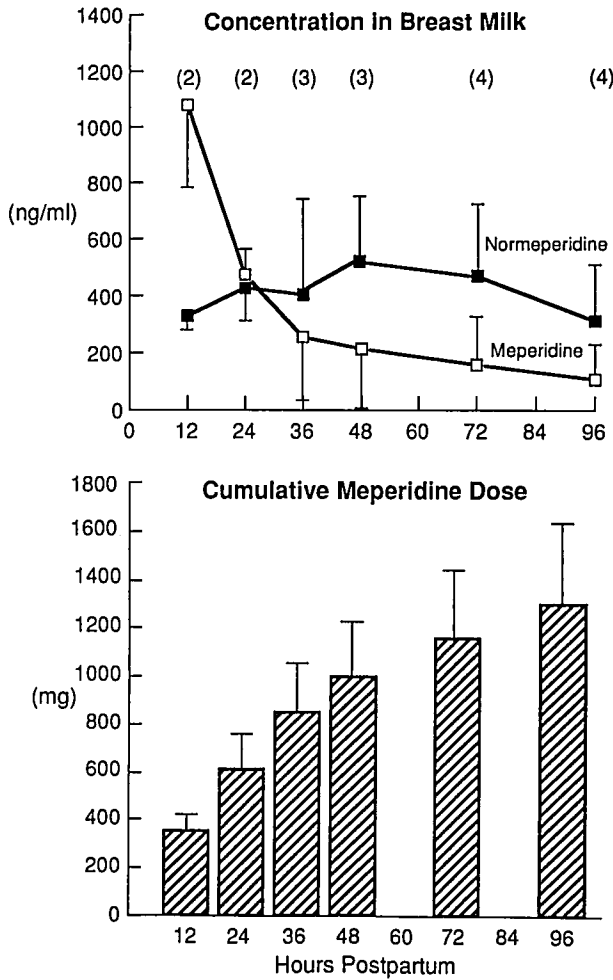 Concentration in Breast Milk
1400
1200
1000
800
600
400
200
0
(ng/ml)
(2) (2) (3) (3) (4) (4)
Normeperidine
Meperidine
0 12 24 36 48 60 72 84 96
Cumulative Meperidine Dose
1800
1600
1400
1200
1000
800
600
400
200
0
(mg)
12 24 36 48 60 72 84 96
Hours Postpartum